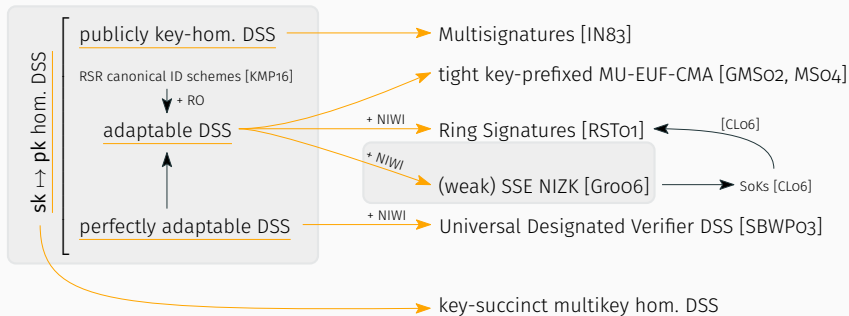 sk ↦ pk hom. DSS
publicly key-hom. DSS
Multisignatures [IN83]
RSR canonical ID schemes [KMP16]
+ RO
tight key-prefixed MU-EUF-CMA [GMS02, MS04]
adaptable DSS
+ NIWI
Ring Signatures [RST01]
[CL06]
+ NIWI
(weak) SSE NIZK [Gro06]
SoKs [CL06]
perfectly adaptable DSS
+ NIWI
Universal Designated Verifier DSS [SBWP03]
key-succinct multikey hom. DSS